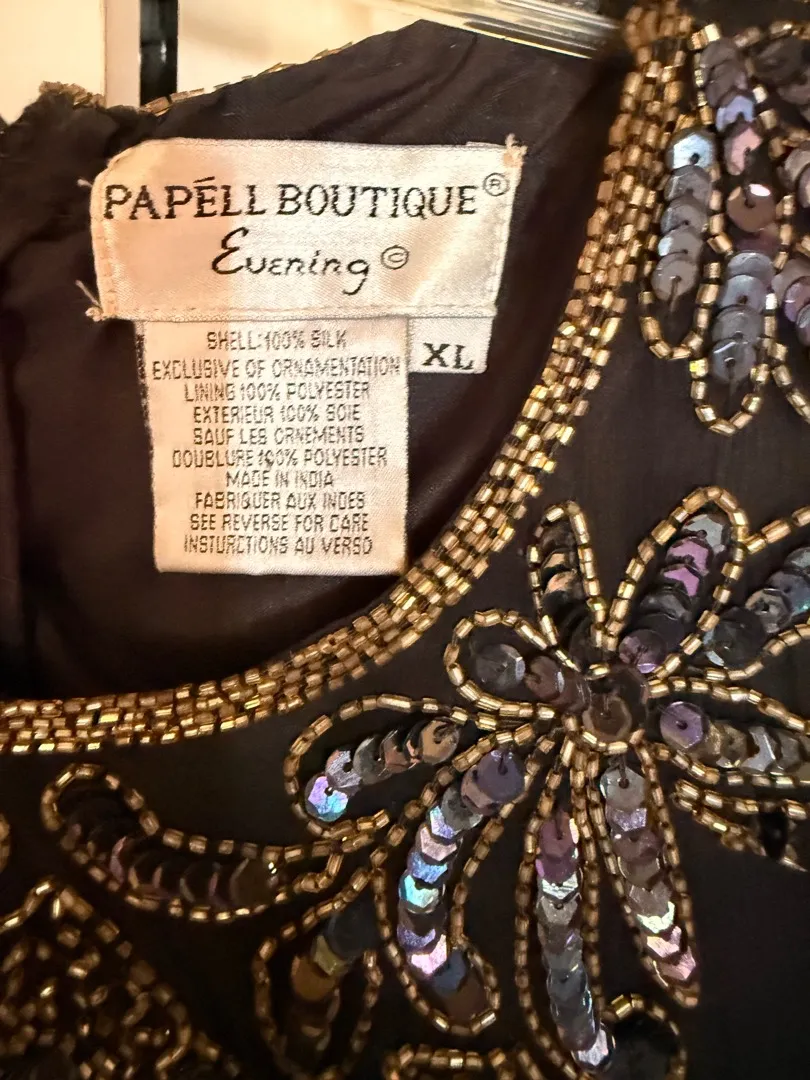 PAPÉLL BOUTIQUE®
Evening ©
XL
SHELL:100% SILK
EXCLUSIVE OF ORNAMENTATION
LINING 100% POLYESTER
EXTERIEUR 100% SOIE
SAUF LES ORNEMENTS
DOUBLURE 100% POLYESTER
MADE IN INDIA
FABRIQUER AUX INDES
SEE REVERSE FOR CARE
INSTURCTIONS AU VERSO